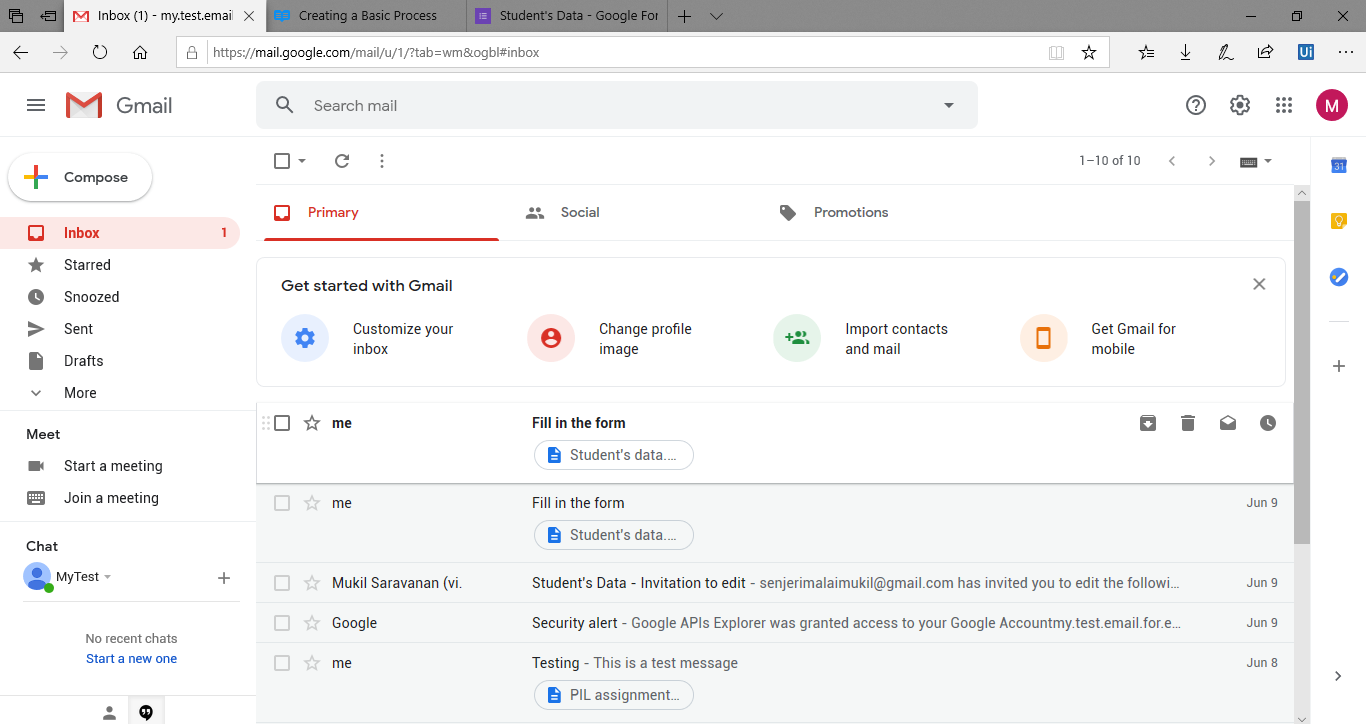 Inbox (1) - my.test.email
Creating a Basic Process
Student's Data - Google For
https://mail.google.com/mail/u/1/?tab=wm&ogbl#inbox
Ui
Gmail
Search mail
M
Compose
1–10 of 10
31
Primary
Social
Promotions
Inbox 1
Starred
Snoozed
Sent
Drafts
More
Get started with Gmail
Customize your
inbox
Change profile
image
Import contacts
and mail
Get Gmail for
mobile
Meet
Start a meeting
Join a meeting
Chat
MyTest
No recent chats
Start a new one
me Fill in the form
Student's data....
me Fill in the form Jun 9
Student's data....
Mukil Saravanan (vi. Student's Data - Invitation to edit - senjerimalaimukil@gmail.com has invited you to edit the followi... Jun 9
Google Security alert - Google APIs Explorer was granted access to your Google Accountmy.test.email.for.e... Jun 9
me Testing - This is a test message Jun 8
PIL assignment...